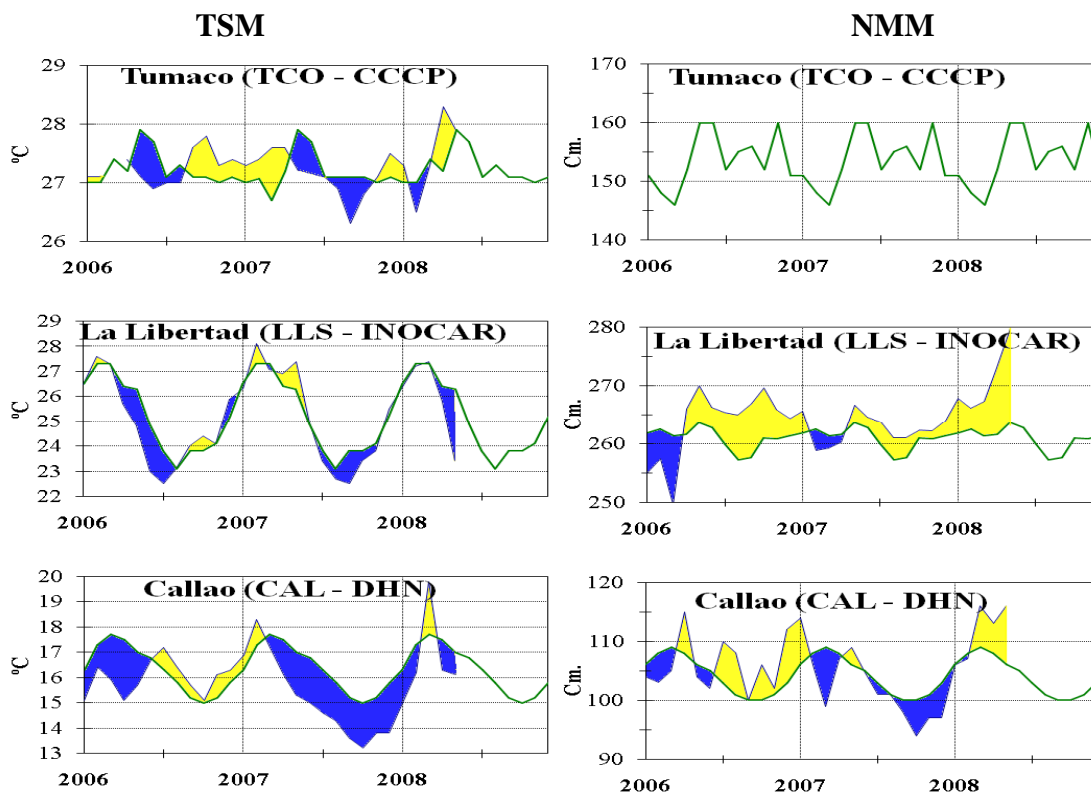 TSM
NMM
Tumaco (TCO - CCCP)
ºC
29
28
27
26
2006 2007 2008
Tumaco (TCO - CCCP)
Cm.
170
160
150
140
2006 2007 2008
La Libertad (LLS - INOCAR)
ºC
29
28
27
26
25
24
23
22
2006 2007 2008
La Libertad (LLS - INOCAR)
Cm.
280
270
260
250
2006 2007 2008
Callao (CAL - DHN)
ºC
20
19
18
17
16
15
14
13
2006 2007 2008
Callao (CAL - DHN)
Cm.
120
110
100
90
2006 2007 2008